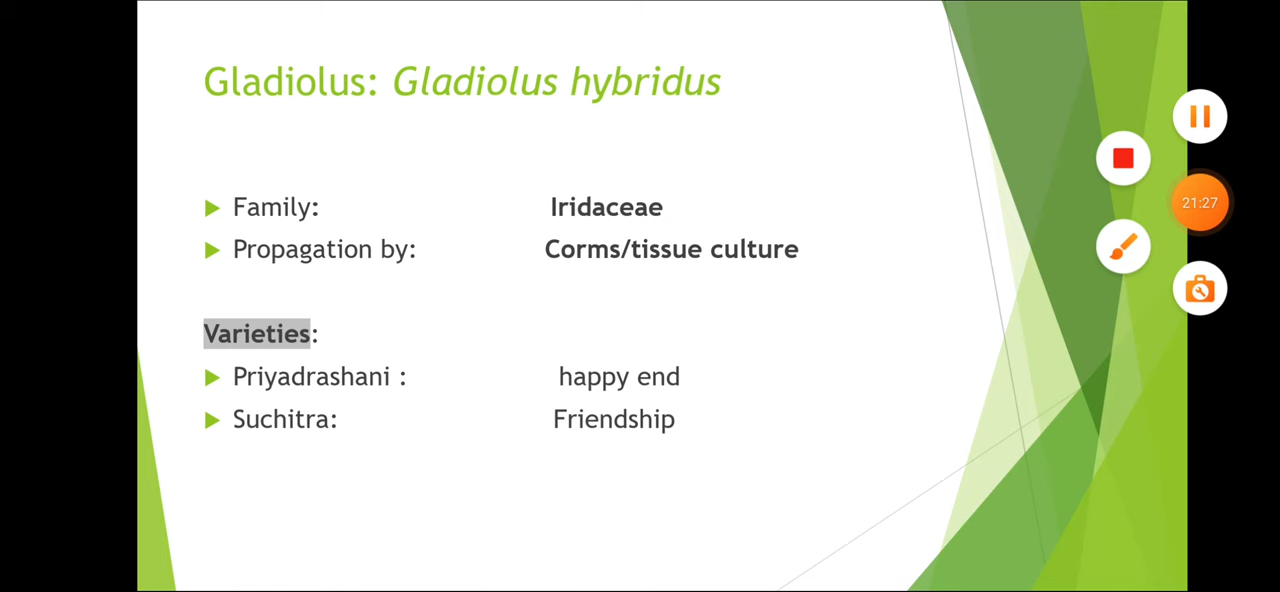 Gladiolus: Gladiolus hybridus
Family: Iridaceae
Propagation by: Corms/tissue culture
Varieties:
Priyadrashani : happy end
Suchitra: Friendship
21:27